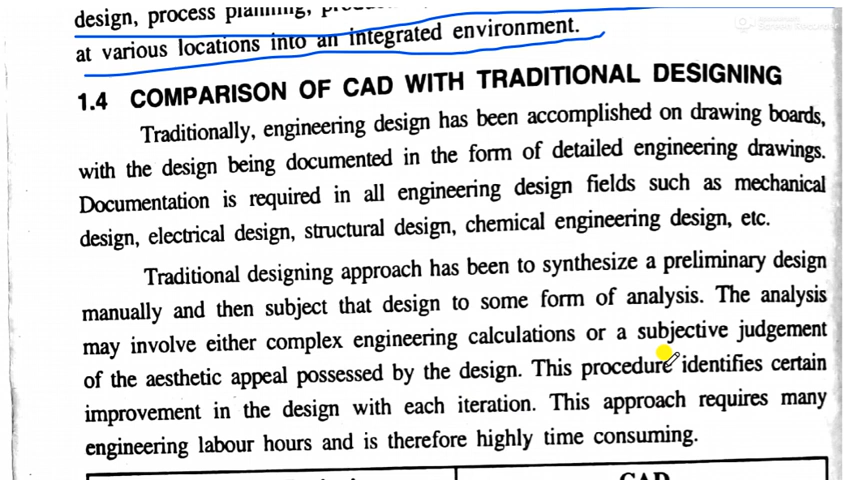 design, process planning,
at various locations into an integrated environment.
1.4 COMPARISON OF CAD WITH TRADITIONAL DESIGNING
Traditionally, engineering design has been accomplished on drawing boards,
with the design being documented in the form of detailed engineering drawings.
Documentation is required in all engineering design fields such as mechanical
design, electrical design, structural design, chemical engineering design, etc.
Traditional designing approach has been to synthesize a preliminary design
manually and then subject that design to some form of analysis. The analysis
may involve either complex engineering calculations or a subjective judgement
of the aesthetic appeal possessed by the design. This procedure identifies certain
improvement in the design with each iteration. This approach requires many
engineering labour hours and is therefore highly time consuming.
CAD